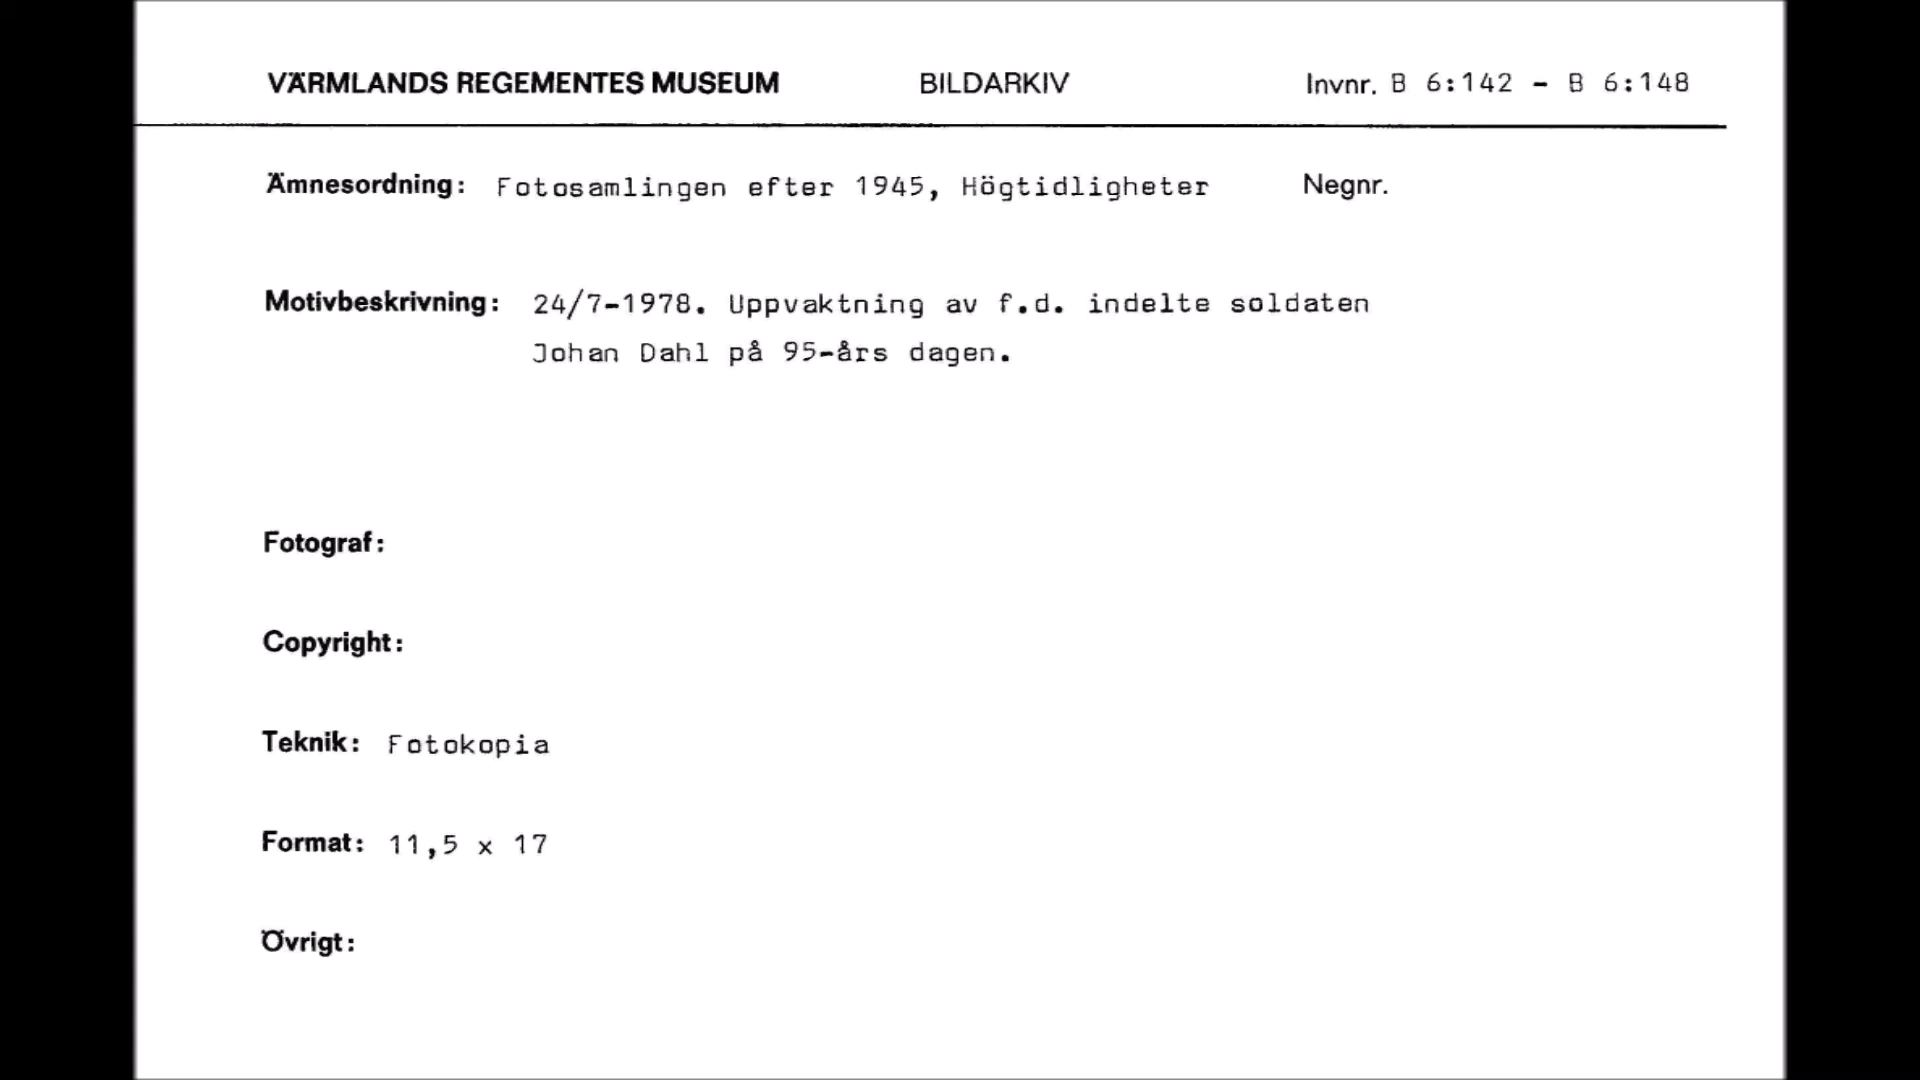 VÄRMLANDS REGEMENTES MUSEUM BILDARKIV Invnr. B 6:142 - B 6:148
Ämnesordning: Fotosamlingen efter 1945, Högtidligheter Negnr.
Motivbeskrivning: 24/7-1978. Uppvaktning av f.d. indelte soldaten
Johan Dahl på 95-års dagen.
Fotograf:
Copyright:
Teknik: Fotokopia
Format: 11,5 x 17
Övrigt: